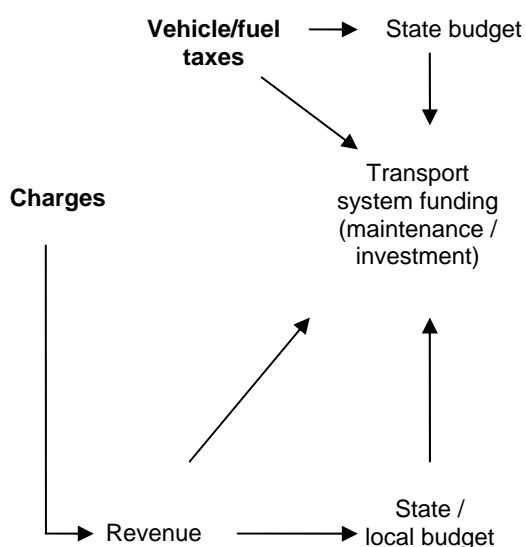 Vehicle/fuel
taxes
State budget
Transport
system funding
(maintenance /
investment)
Charges
Revenue
State /
local budget